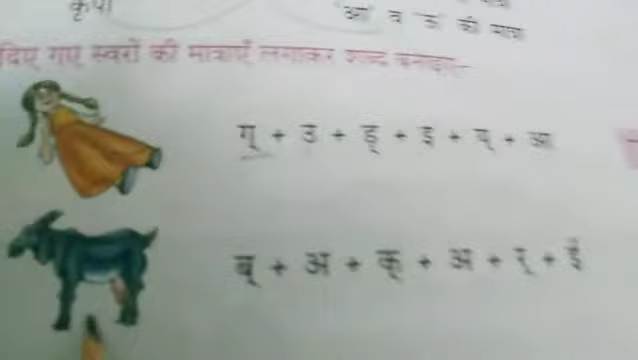 कृपा
'आ' व 'ऊ' की मात्रा
दिए गए स्वरों की मात्राएँ लगाकर शब्द बनाइए-
ग् + उ + ड् + इ + य् + आ
ब् + अ + क् + अ + र् + ई